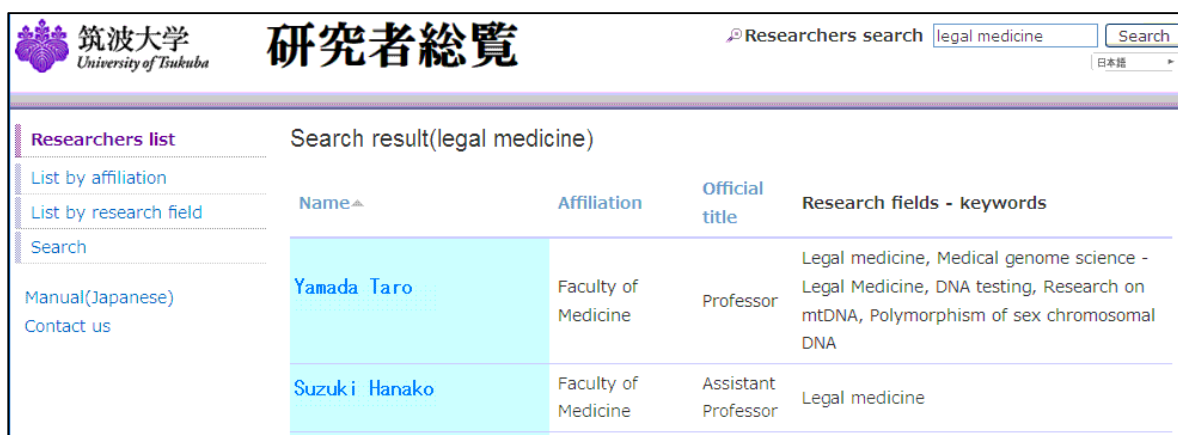 筑波大学
University of Tsukuba
研究者総覧
Researchers search legal medicine Search
日本語
Researchers list
List by affiliation
List by research field
Search
Manual(Japanese)
Contact us
Search result(legal medicine)
Name Affiliation Official title Research fields - keywords
Yamada Taro
Faculty of
Medicine
Professor
Legal medicine, Medical genome science -
Legal Medicine, DNA testing, Research on
mtDNA, Polymorphism of sex chromosomal
DNA
Suzuki Hanako
Faculty of
Medicine
Assistant
Professor
Legal medicine